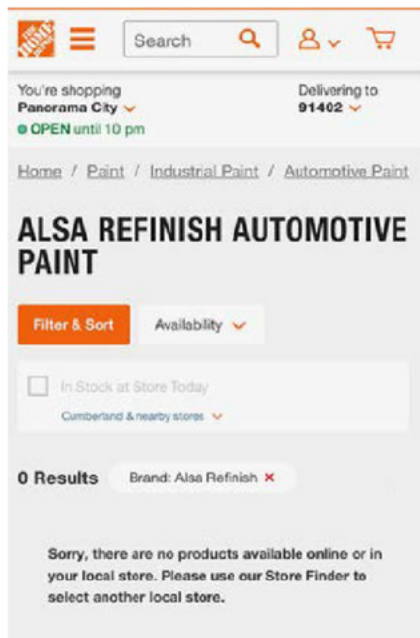 THE HOME DEPOT
Search
You're shopping
Panorama City
OPEN until 10 pm
Delivering to
91402
Home / Paint / Industrial Paint / Automotive Paint
ALSA REFINISH AUTOMOTIVE
PAINT
Filter & Sort
Availability
In Stock at Store Today
Cumberland & nearby stores
0 Results
Brand: Alsa Refinish ×
Sorry, there are no products available online or in
your local store. Please use our Store Finder to
select another local store.